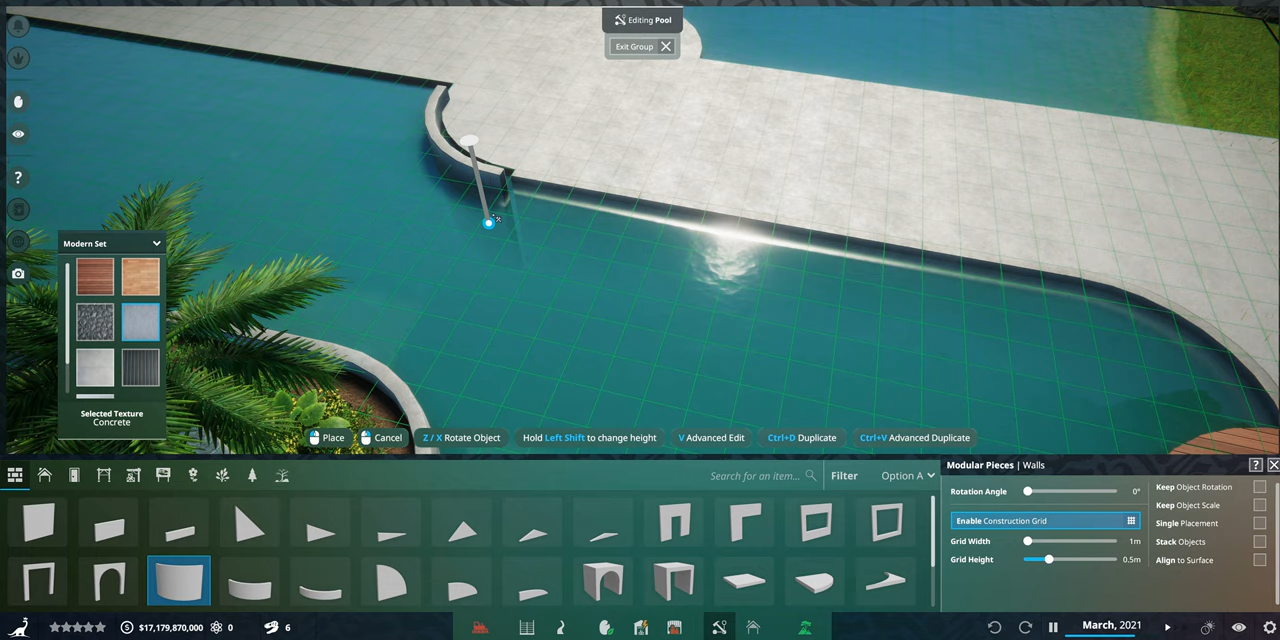 Editing Pool
Exit Group
Modern Set
Selected Texture
Concrete
Place
Cancel
Z / X Rotate Object
Hold Left Shift to change height
V Advanced Edit
Ctrl+D Duplicate
Ctrl+V Advanced Duplicate
Search for an item...
Filter
Option A
Modular Pieces | Walls
?
Rotation Angle
0°
Keep Object Rotation
Enable Construction Grid
Keep Object Scale
Single Placement
Grid Width
1m
Stack Objects
Grid Height
0.5m
Align to Surface
$17,179,870,000
0
6
March, 2021